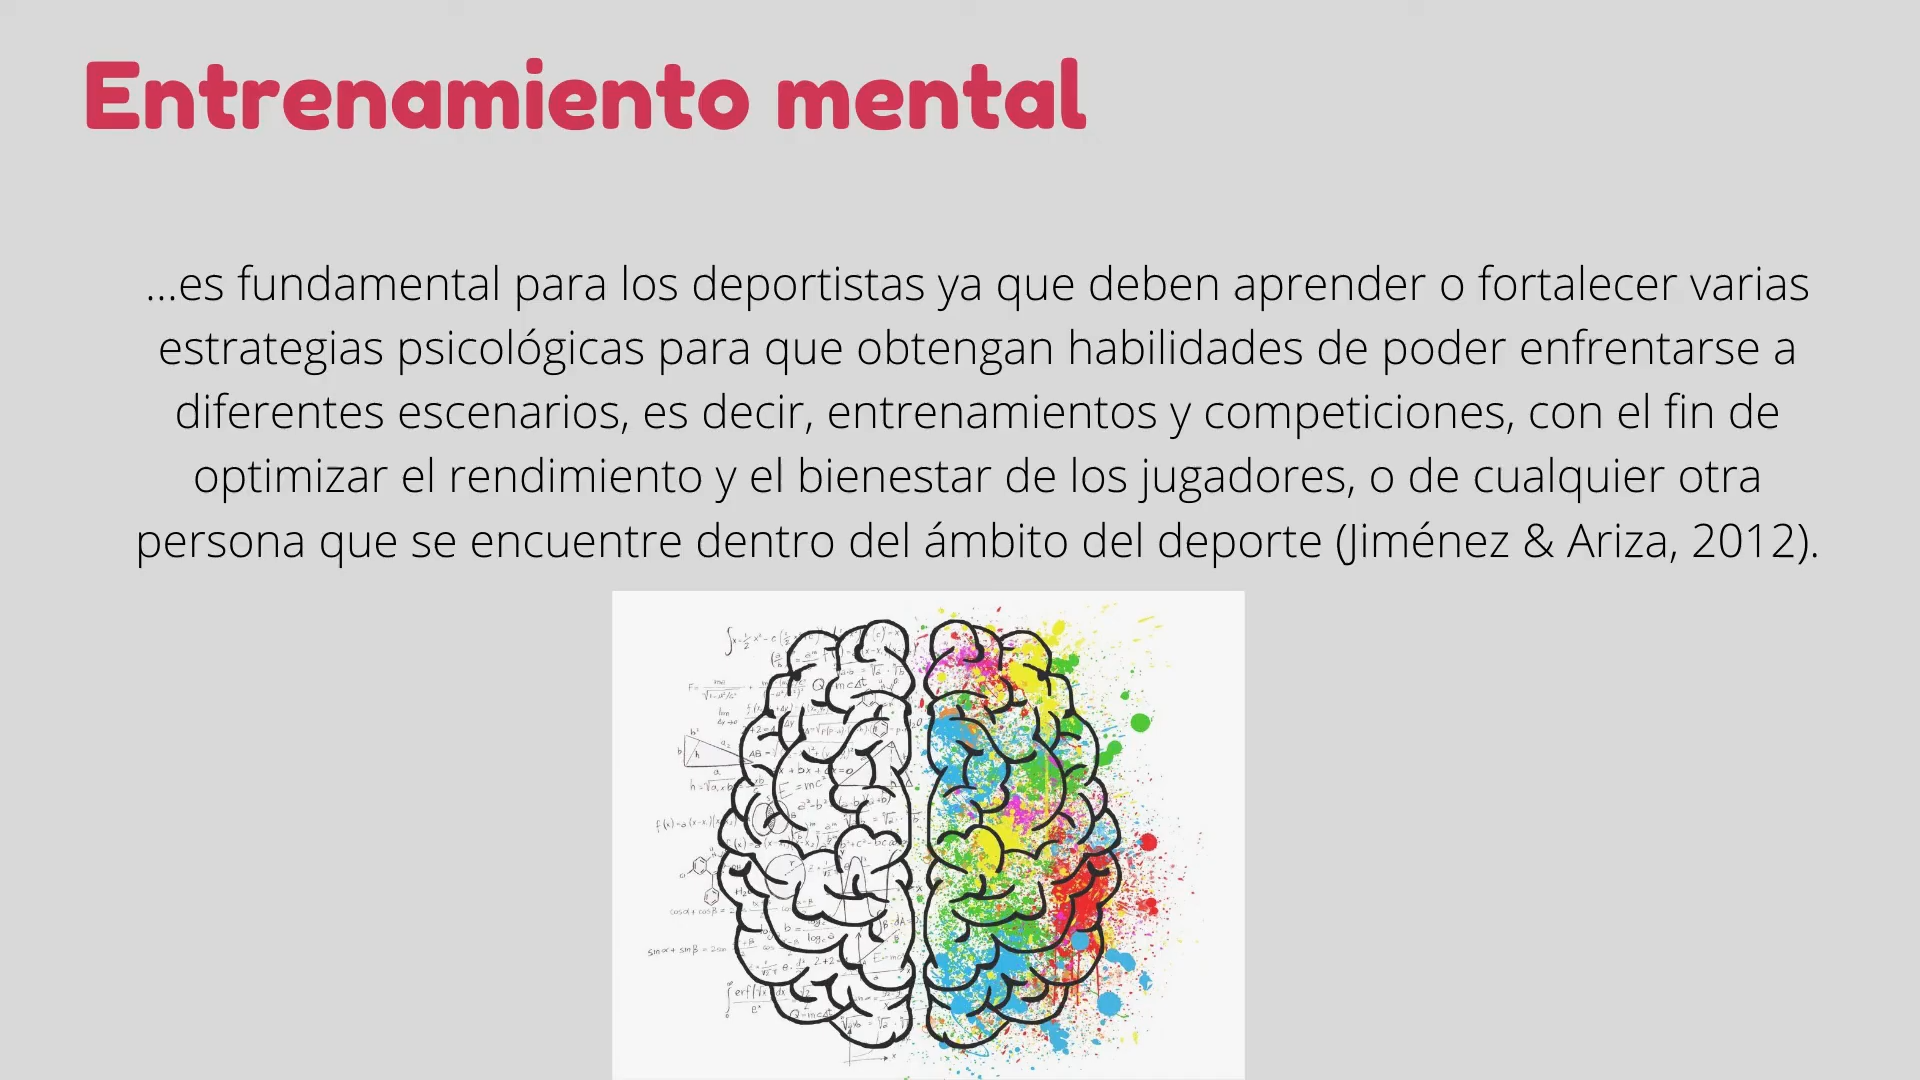 Entrenamiento mental
...es fundamental para los deportistas ya que deben aprender o fortalecer varias
estrategias psicológicas para que obtengan habilidades de poder enfrentarse a
diferentes escenarios, es decir, entrenamientos y competiciones, con el fin de
optimizar el rendimiento y el bienestar de los jugadores, o de cualquier otra
persona que se encuentre dentro del ámbito del deporte (Jiménez & Ariza, 2012).